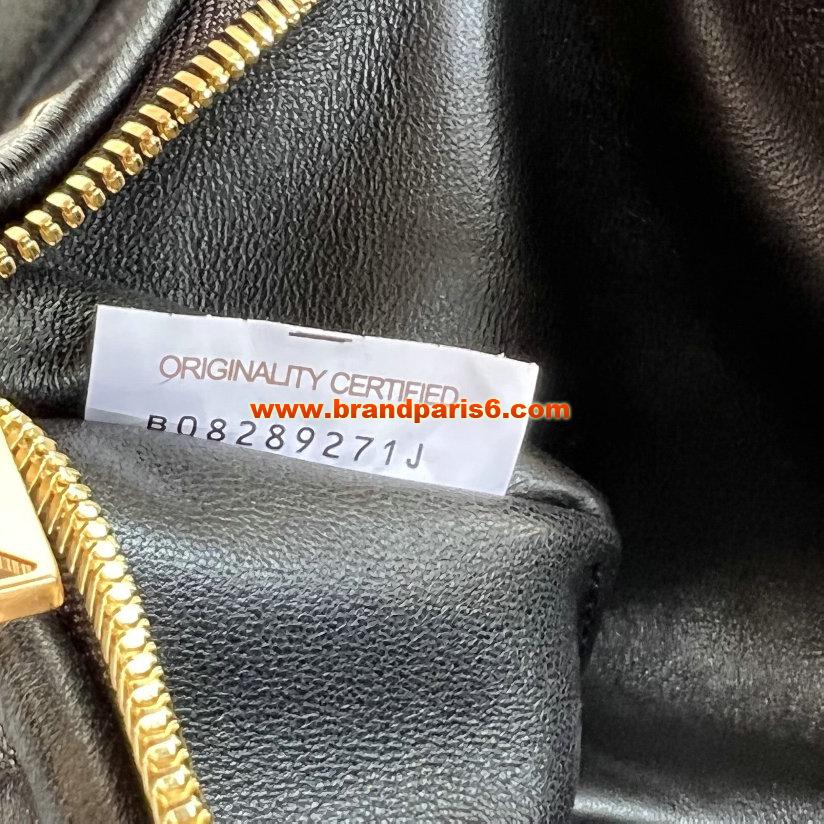 ORIGINALITY CERTIFIED
www.brandparis6.com
B08289271J